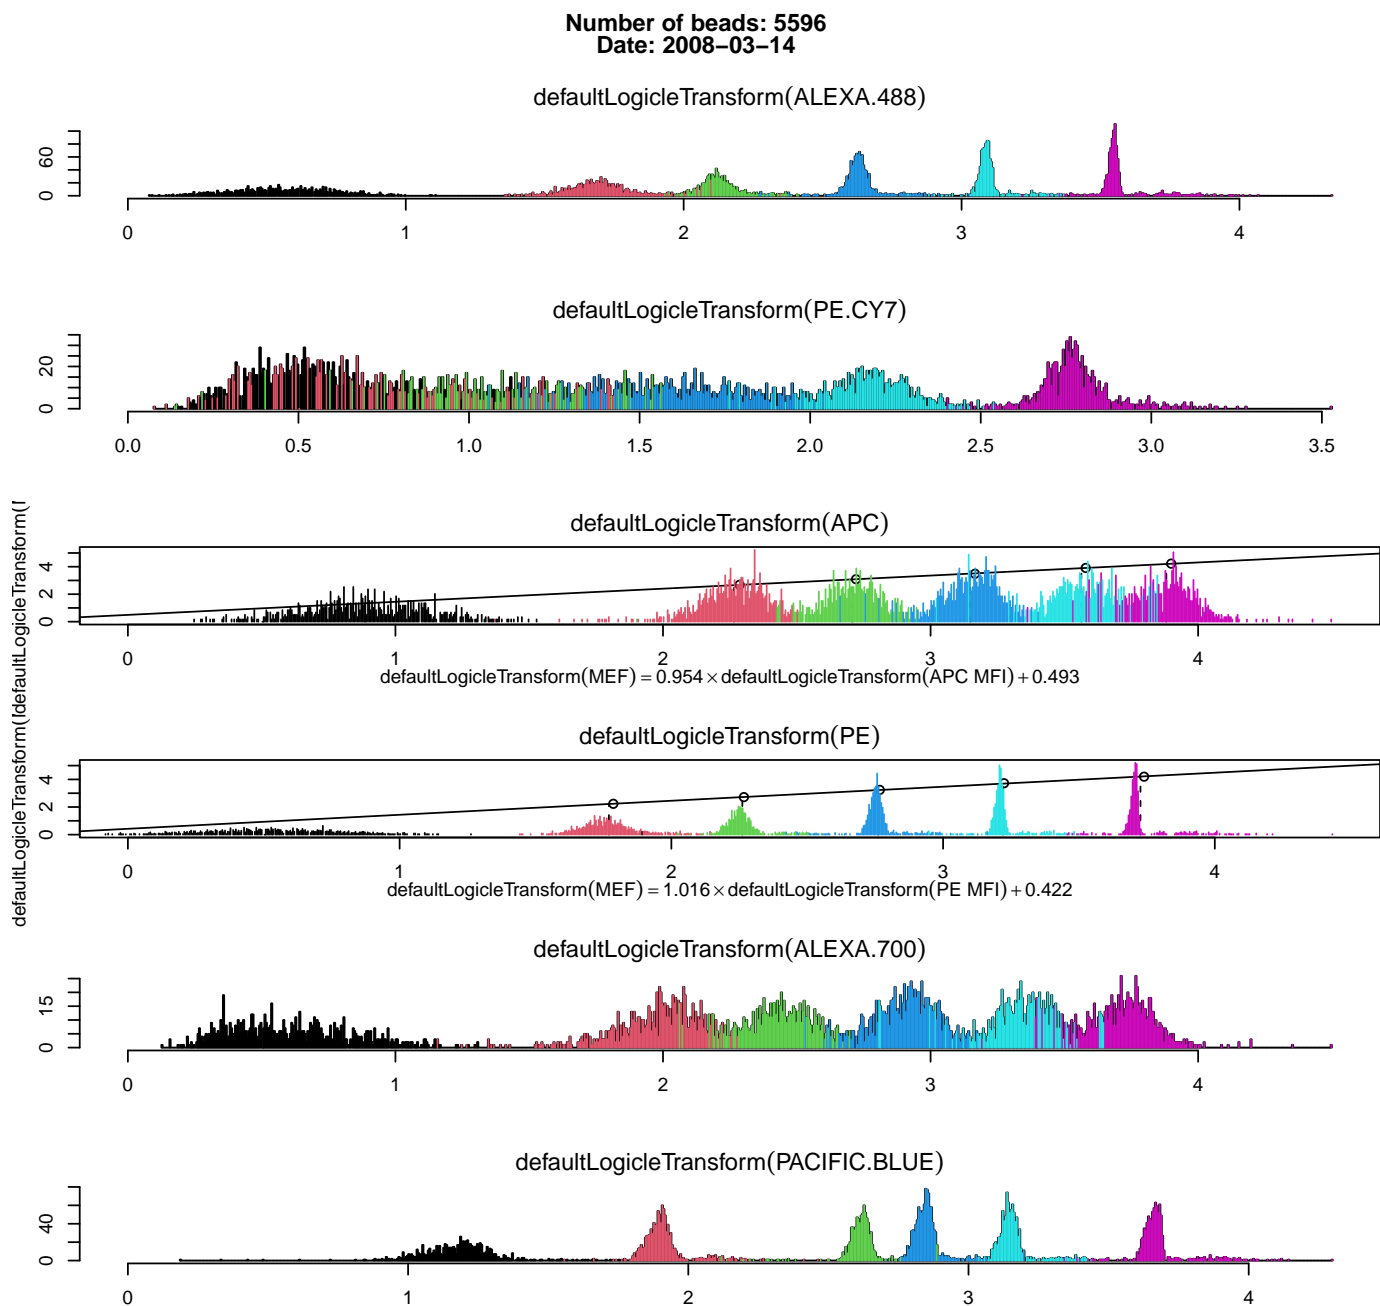 Number of beads: 5596
Date: 2008−03−14
defaultLogicleTransform(ALEXA.488)
0 60
0 1 2 3 4
defaultLogicleTransform(PE.CY7)
0 20
0.0 0.5 1.0 1.5 2.0 2.5 3.0 3.5
defaultLogicleTransform(APC)
0 2 4
0 1 2 3 4
defaultLogicleTransform(MEF) = 0.954 × defaultLogicleTransform(APC MFI) + 0.493
defaultLogicleTransform(PE)
0 2 4
0 1 2 3 4
defaultLogicleTransform(MEF) = 1.016 × defaultLogicleTransform(PE MFI) + 0.422
defaultLogicleTransform(
defaultLogicleTransform(
defaultLogicleTransform(ALEXA.700)
0 15
0 1 2 3 4
defaultLogicleTransform(PACIFIC.BLUE)
0 40
0 1 2 3 4